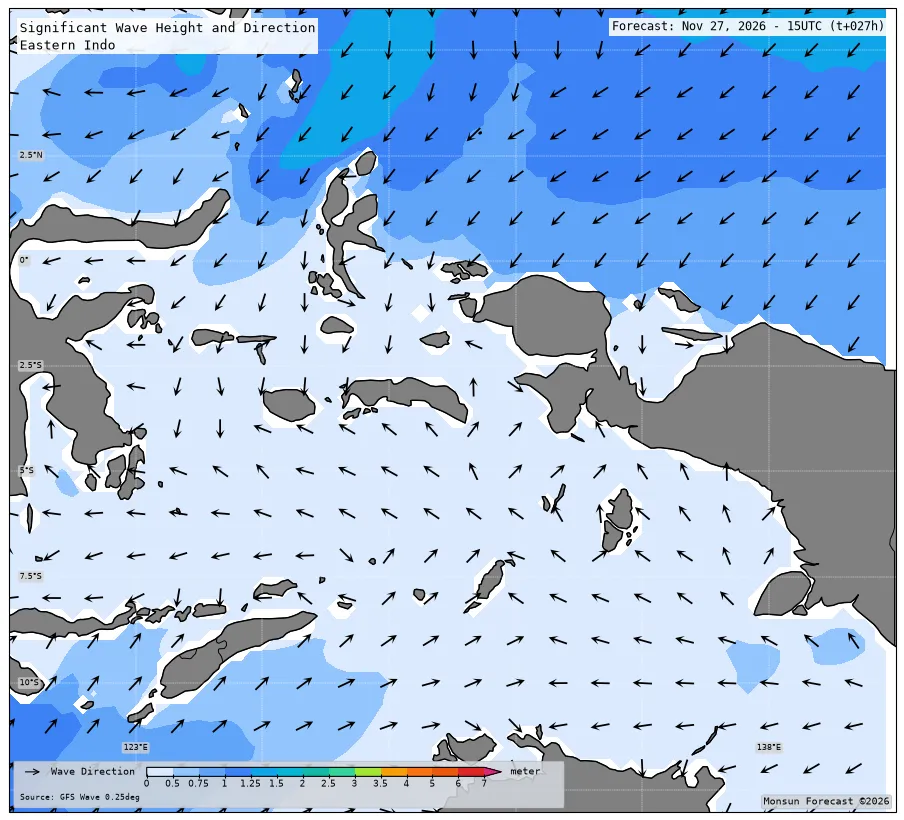 Significant Wave Height and Direction
Eastern Indo
Forecast: Nov 27, 2026 - 15UTC (t+027h)
2.5°N
0°
2.5°S
5°S
7.5°S
10°S
123°E
138°E
Wave Direction
meter
0 0.5 0.75 1 1.25 1.5 2 2.5 3 3.5 4 5 6 7
Source: GFS Wave 0.25deg
Monsun Forecast ©2026